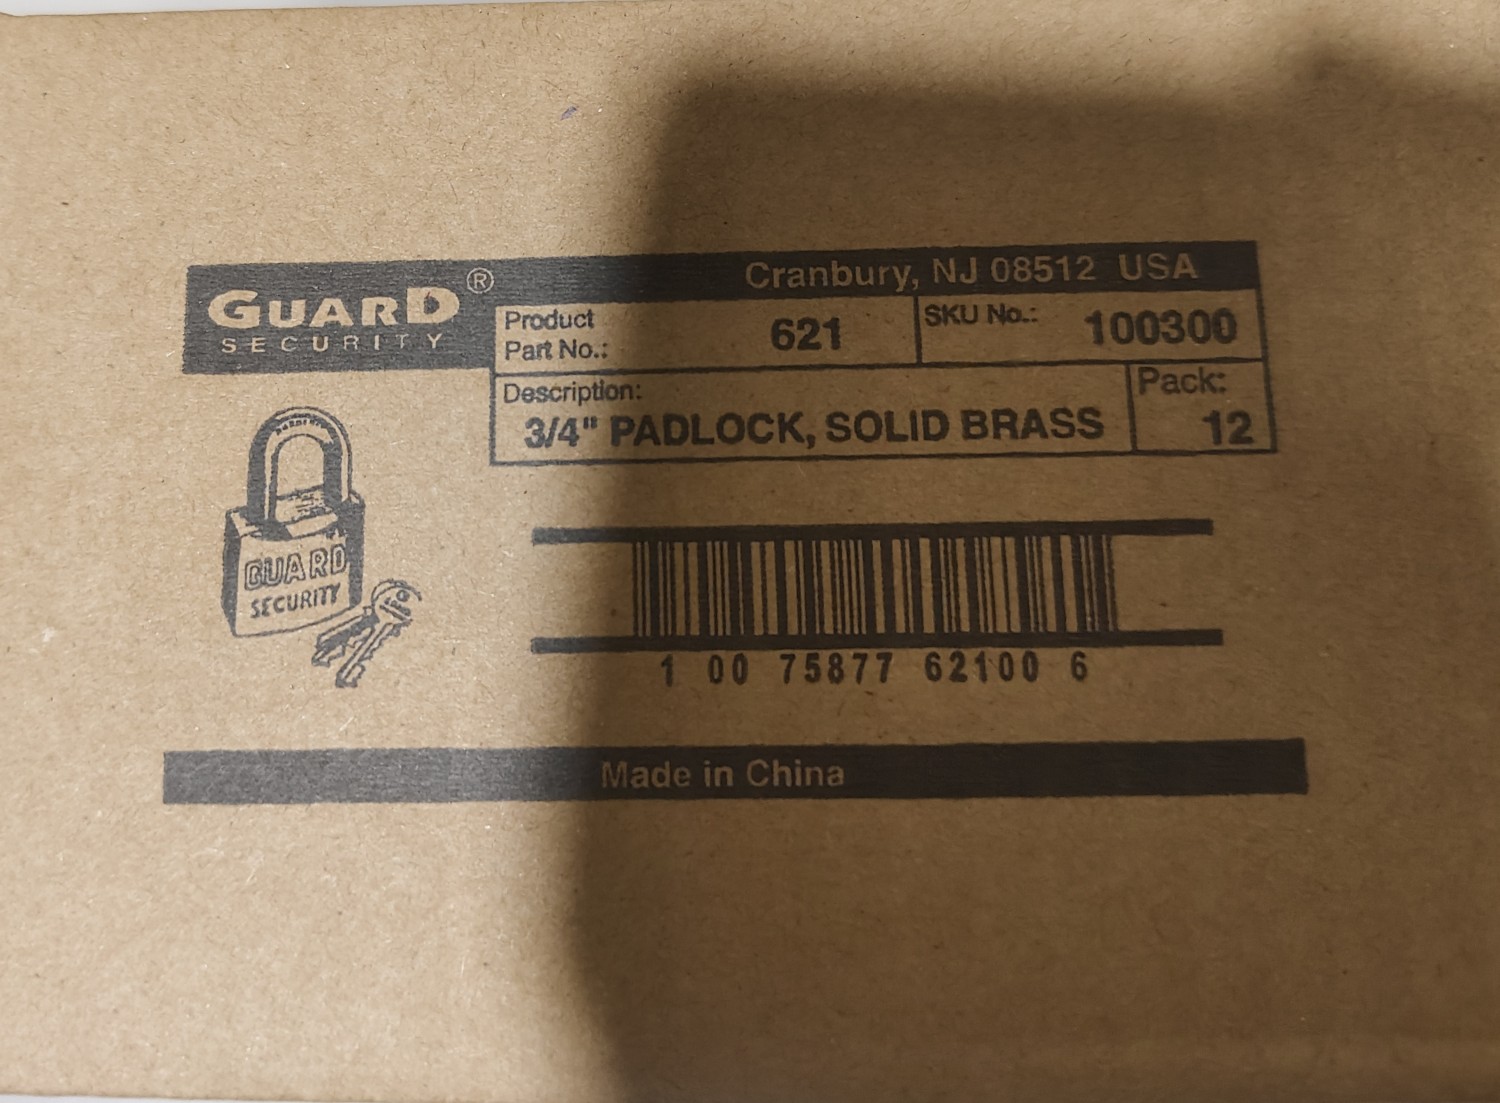 GUARD®
SECURITY
Cranbury, NJ 08512 USA
Product
Part No.: 621
SKU No.: 100300
Description:
3/4" PADLOCK, SOLID BRASS
Pack:
12
GUARD
SECURITY
1 00 75877 62100 6
Made in China